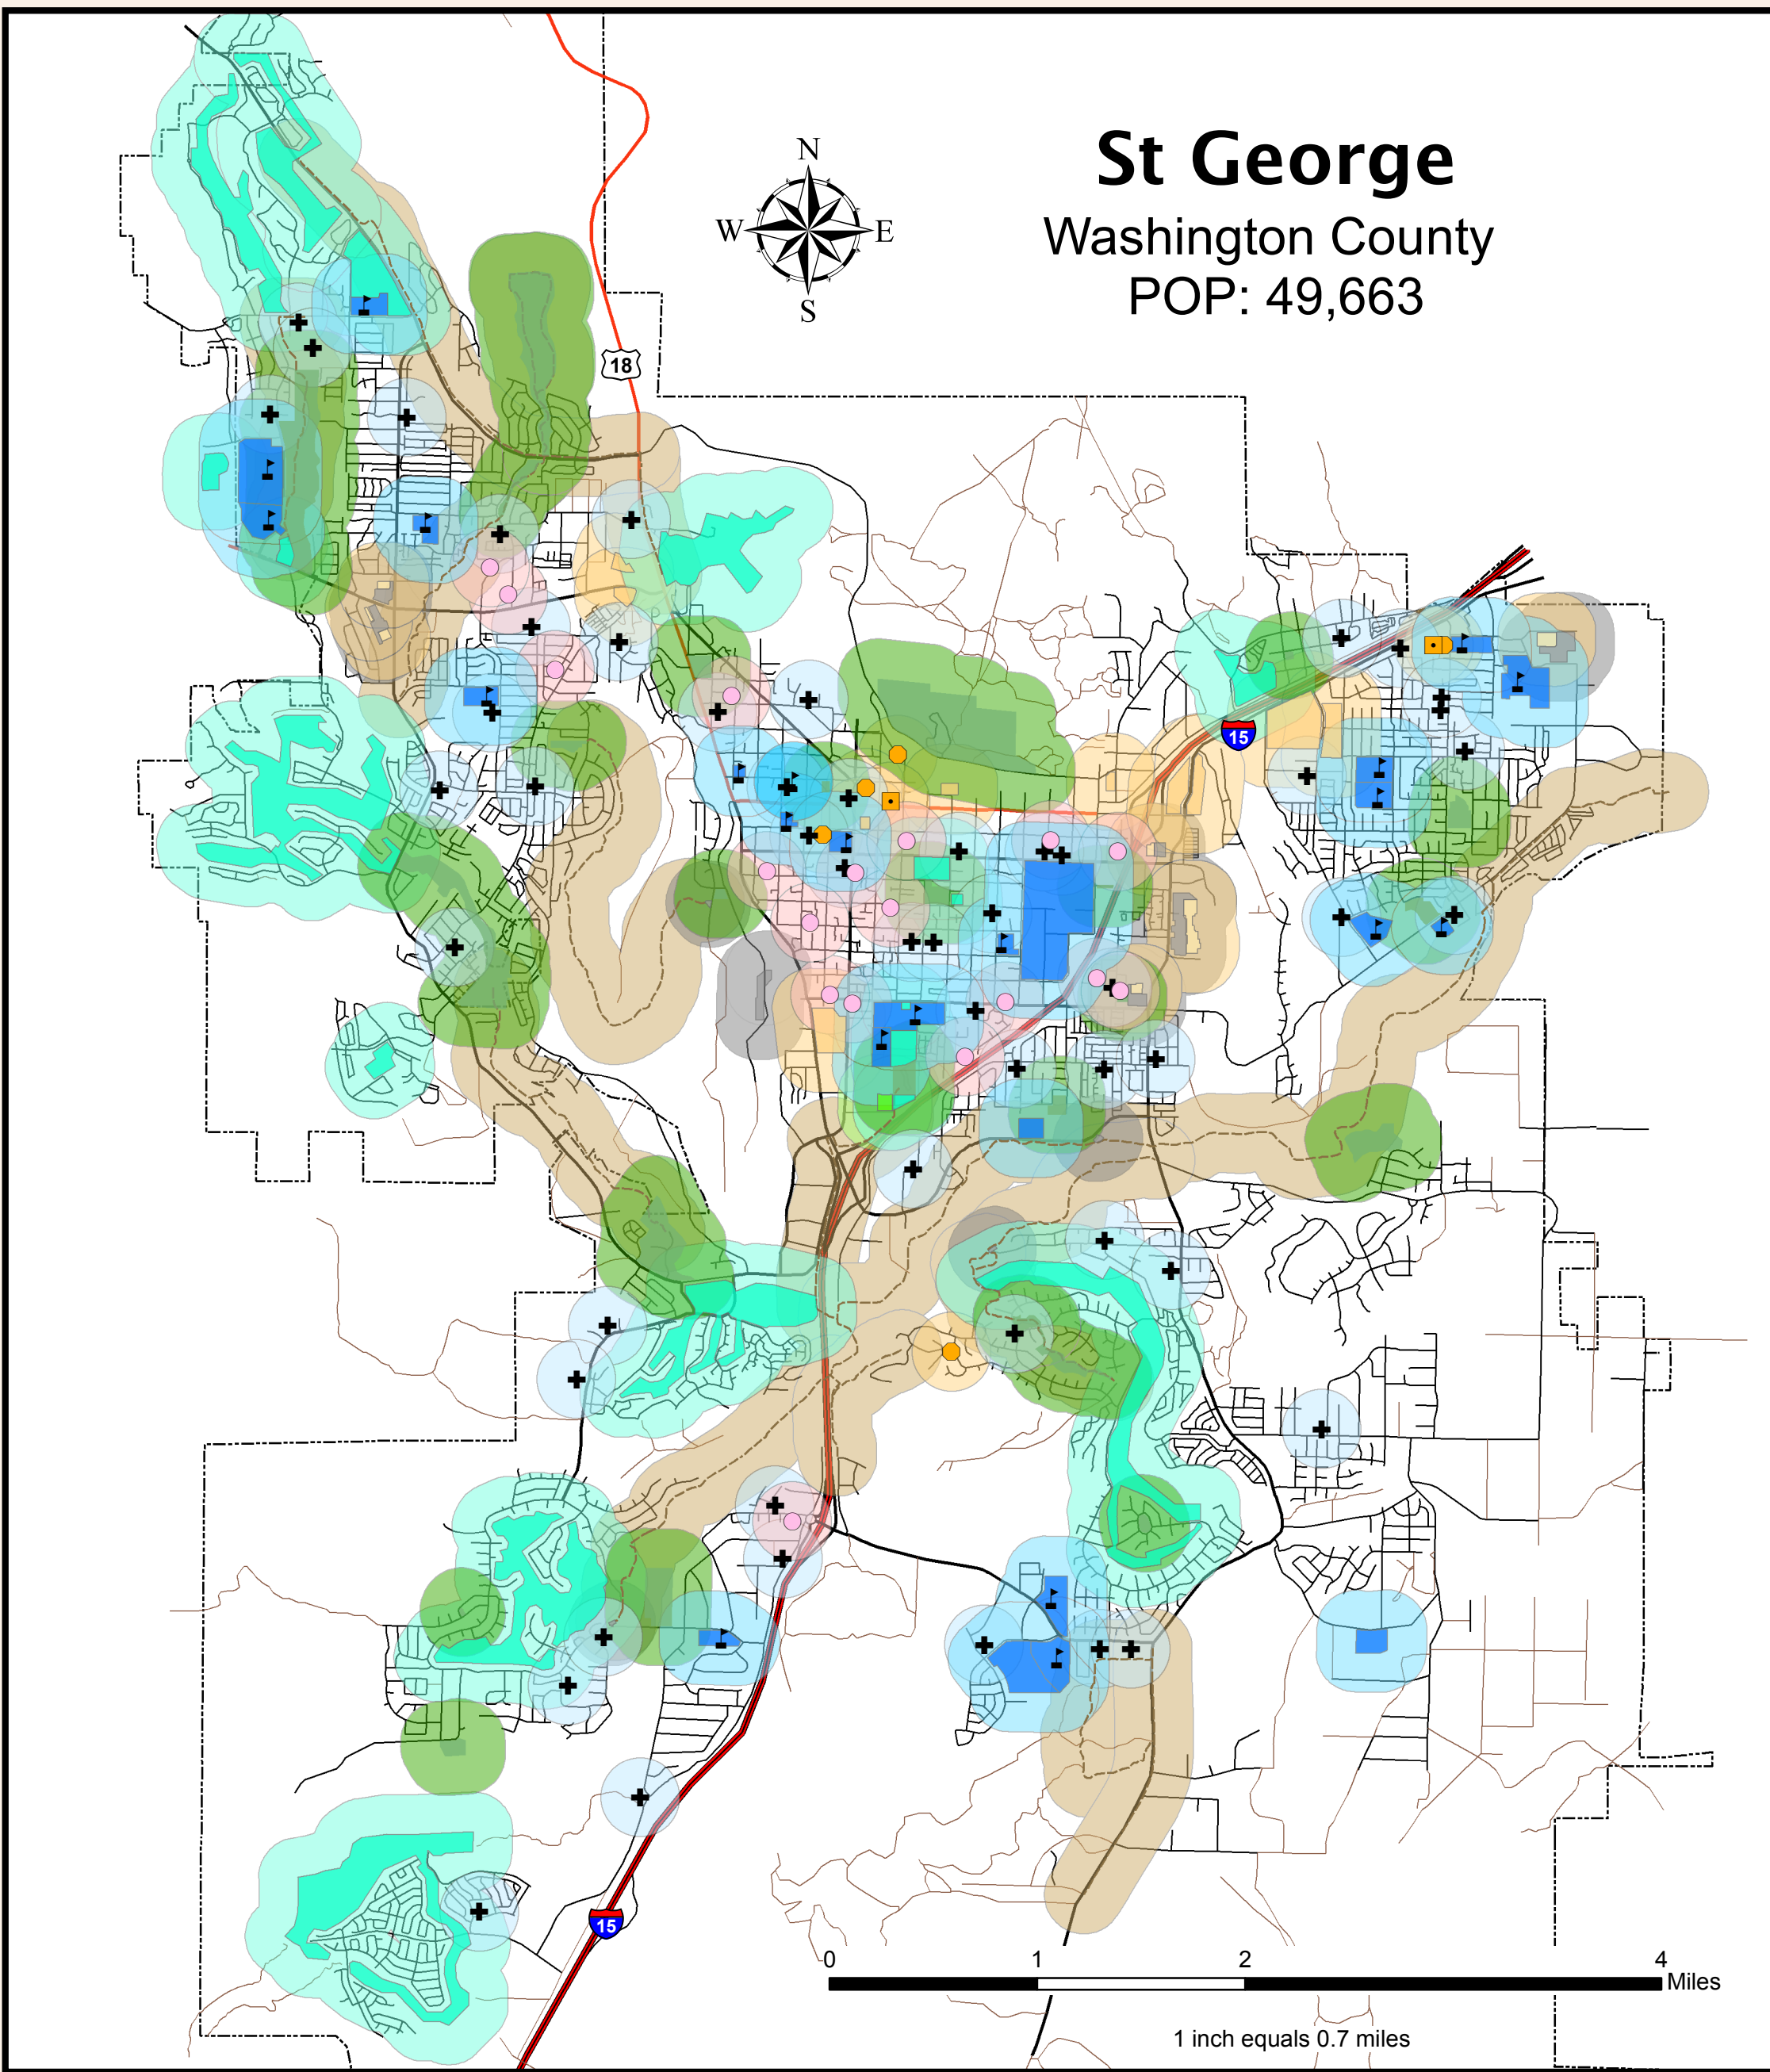 St George
Washington County
POP: 49,663
N
W
E
S
18
15
15
0
1
2
4
Miles
1 inch equals 0.7 miles